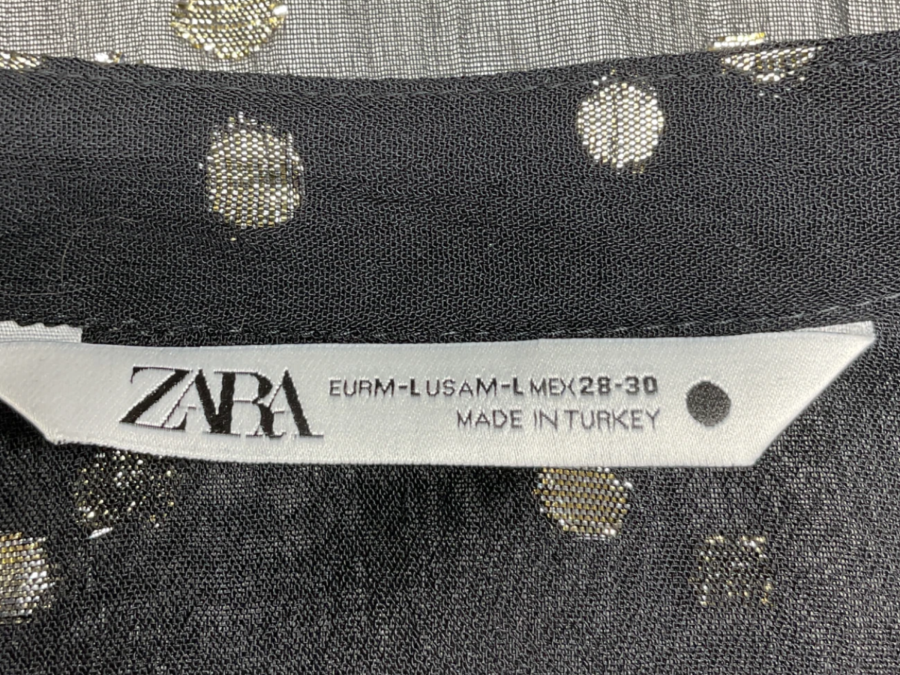 ZARA
EURM-L USAM-L MEX28-30
MADE IN TURKEY